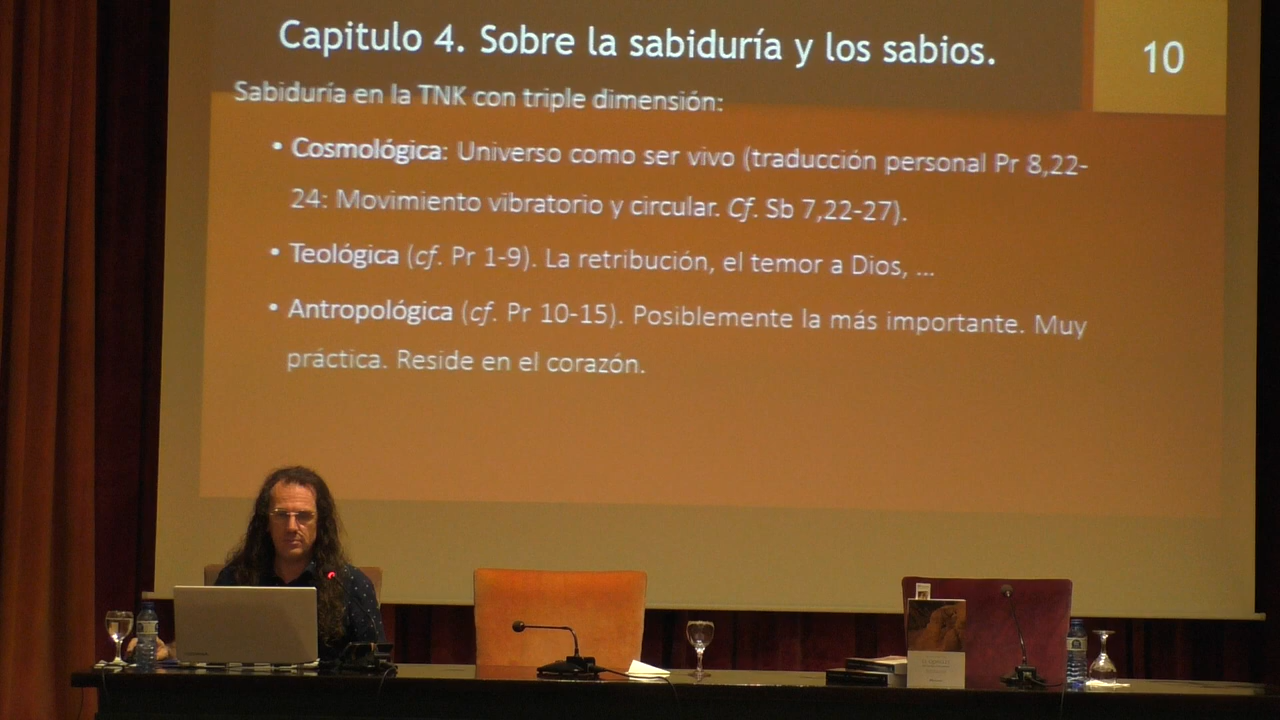 Capitulo 4. Sobre la sabiduría y los sabios.
10
Sabiduría en la TNK con triple dimensión:
• Cosmológica: Universo como ser vivo (traducción personal Pr 8,22-
24: Movimiento vibratorio y circular. Cf. Sb 7,22-27).
• Teológica (cf. Pr 1-9). La retribución, el temor a Dios, ...
• Antropológica (cf. Pr 10-15). Posiblemente la más importante. Muy
práctica. Reside en el corazón.